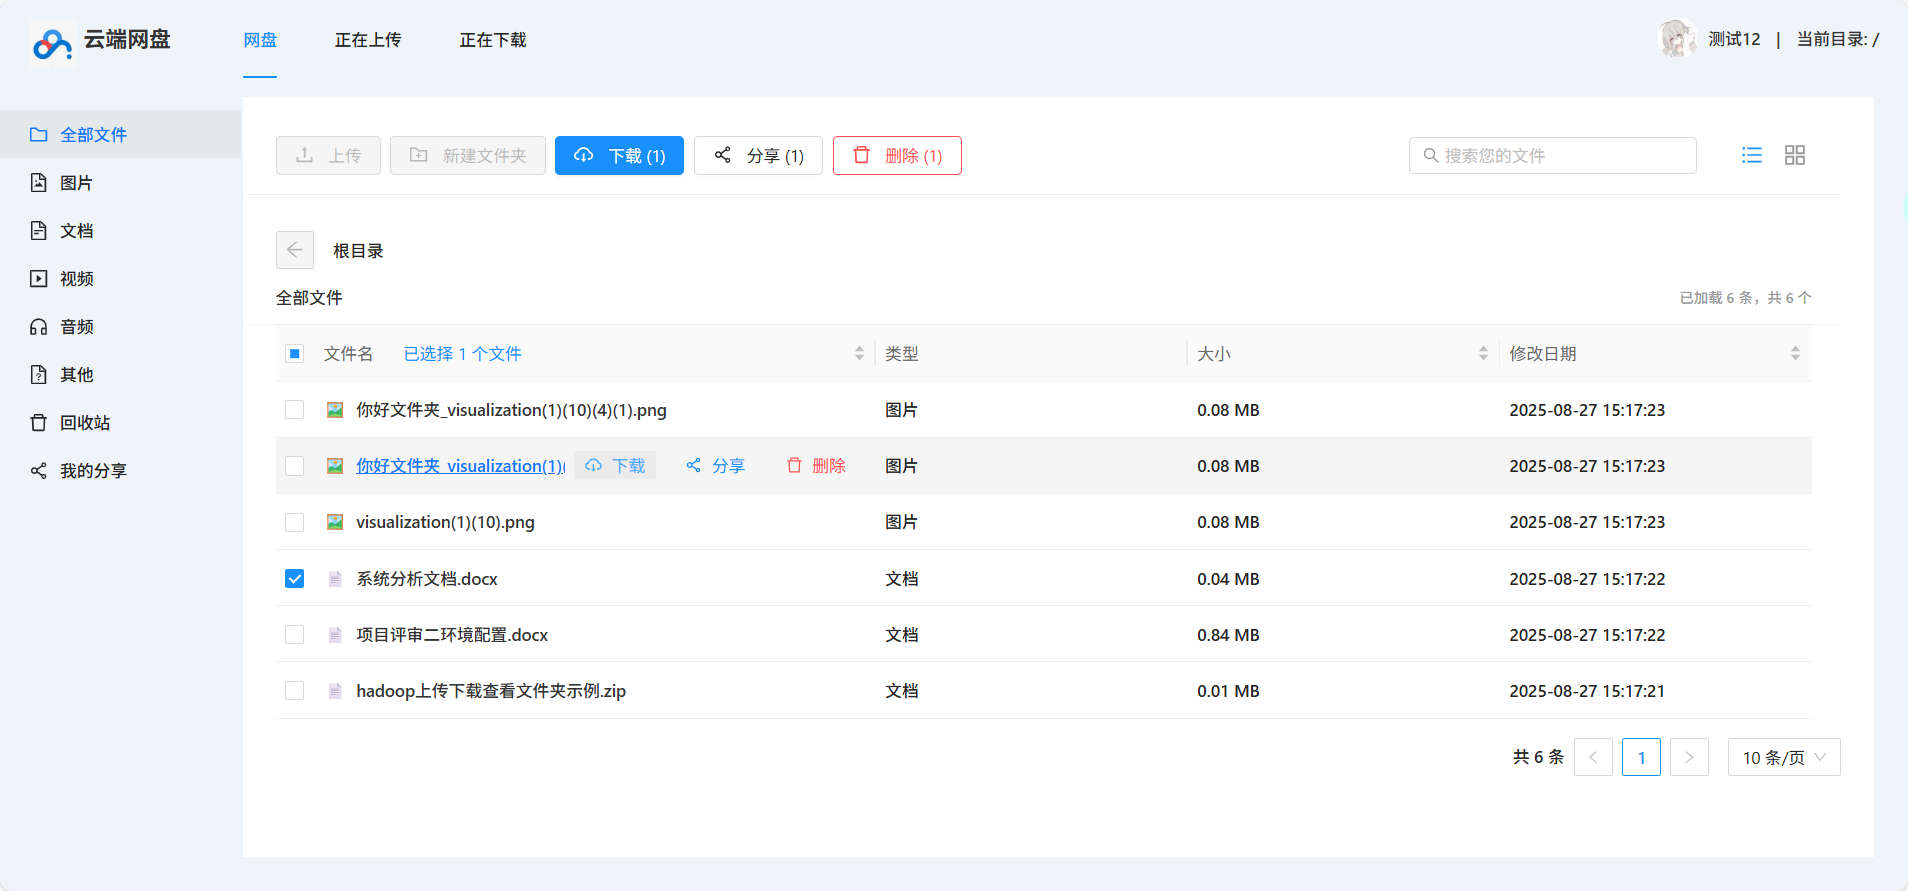 云端网盘
网盘 正在上传 正在下载
测试12 | 当前目录: /
全部文件
图片
文档
视频
音频
其他
回收站
我的分享
上传 新建文件夹 下载 (1) 分享 (1) 删除 (1)
搜索您的文件
根目录
全部文件
已加载 6 条，共 6 个
文件名 已选择 1 个文件 类型 大小 修改日期
你好文件夹_visualization(1)(10)(4)(1).png 图片 0.08 MB 2025-08-27 15:17:23
你好文件夹_visualization(1)( 下载 分享 删除 图片 0.08 MB 2025-08-27 15:17:23
visualization(1)(10).png 图片 0.08 MB 2025-08-27 15:17:23
系统分析文档.docx 文档 0.04 MB 2025-08-27 15:17:22
项目评审二环境配置.docx 文档 0.84 MB 2025-08-27 15:17:22
hadoop上传下载查看文件夹示例.zip 文档 0.01 MB 2025-08-27 15:17:21
共 6 条 < 1 > 10 条/页